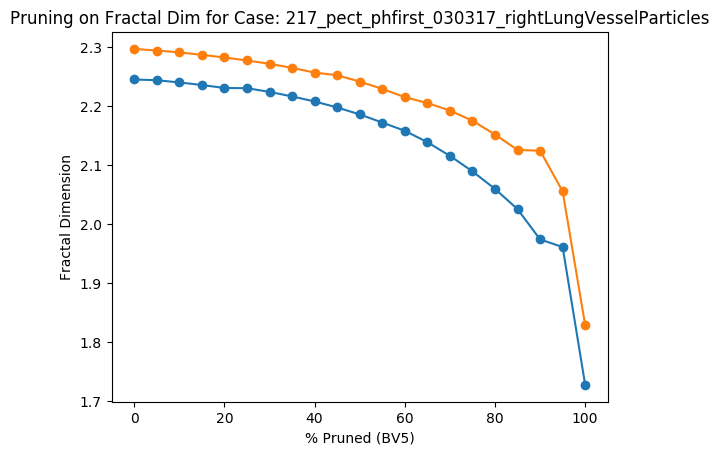 Pruning on Fractal Dim for Case: 217_pect_phfirst_030317_rightLungVesselParticles
2.3
2.2
2.1
2.0
1.9
1.8
1.7
Fractal Dimension
0 20 40 60 80 100
% Pruned (BV5)